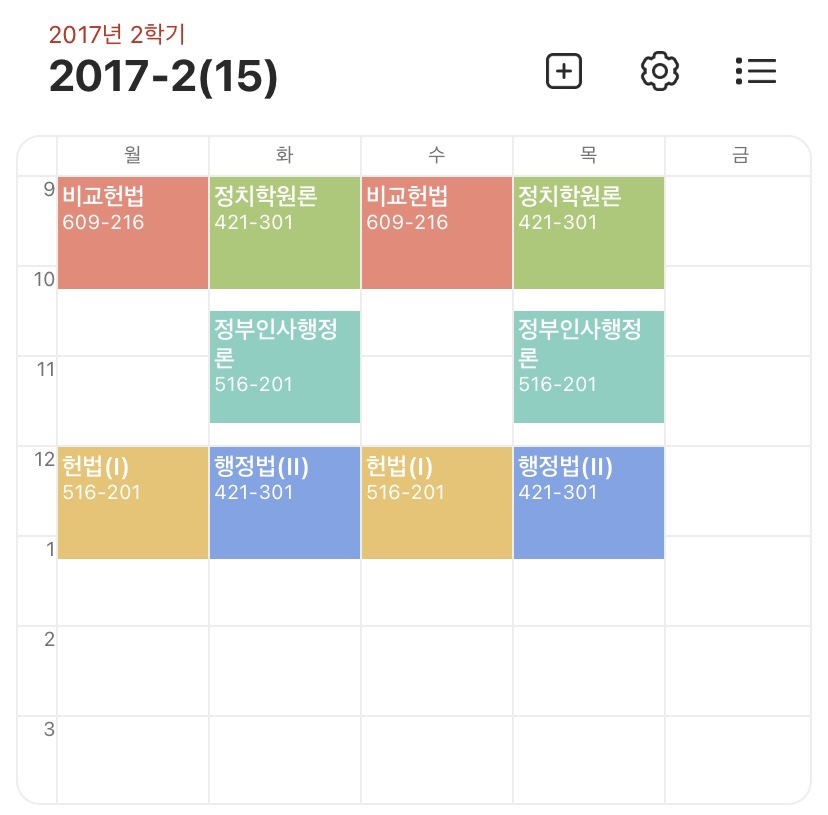 2017년 2학기
2017-2(15)
월 화 수 목 금
9
비교헌법 정치학원론 비교헌법 정치학원론
609-216 421-301 609-216 421-301
10
정부인사행정 정부인사행정
론 론
11
516-201 516-201
12
헌법(I) 행정법(II) 헌법(I) 행정법(II)
516-201 421-301 516-201 421-301
1
2
3